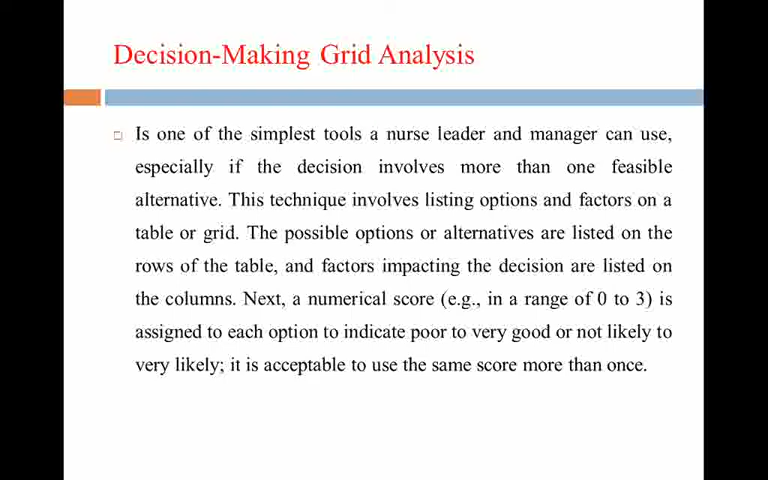 Decision-Making Grid Analysis
Is one of the simplest tools a nurse leader and manager can use,
especially if the decision involves more than one feasible
alternative. This technique involves listing options and factors on a
table or grid. The possible options or alternatives are listed on the
rows of the table, and factors impacting the decision are listed on
the columns. Next, a numerical score (e.g., in a range of 0 to 3) is
assigned to each option to indicate poor to very good or not likely to
very likely; it is acceptable to use the same score more than once.